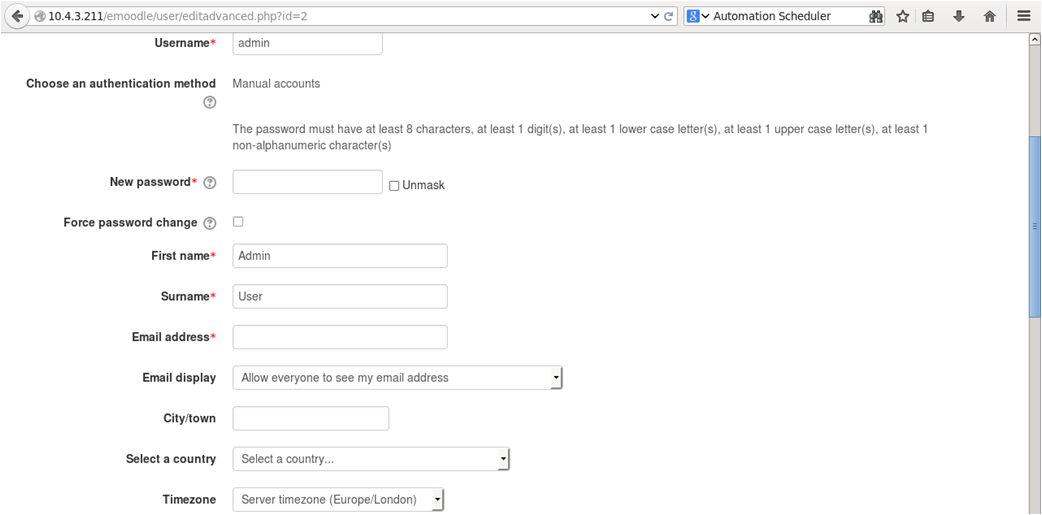 10.4.3.211/emoodle/user/editadvanced.php?id=2 Automation Scheduler
Username* admin
Choose an authentication method Manual accounts
The password must have at least 8 characters, at least 1 digit(s), at least 1 lower case letter(s), at least 1 upper case letter(s), at least 1
non-alphanumeric character(s)
New password* Unmask
Force password change
First name* Admin
Surname* User
Email address*
Email display Allow everyone to see my email address
City/town
Select a country Select a country...
Timezone Server timezone (Europe/London)